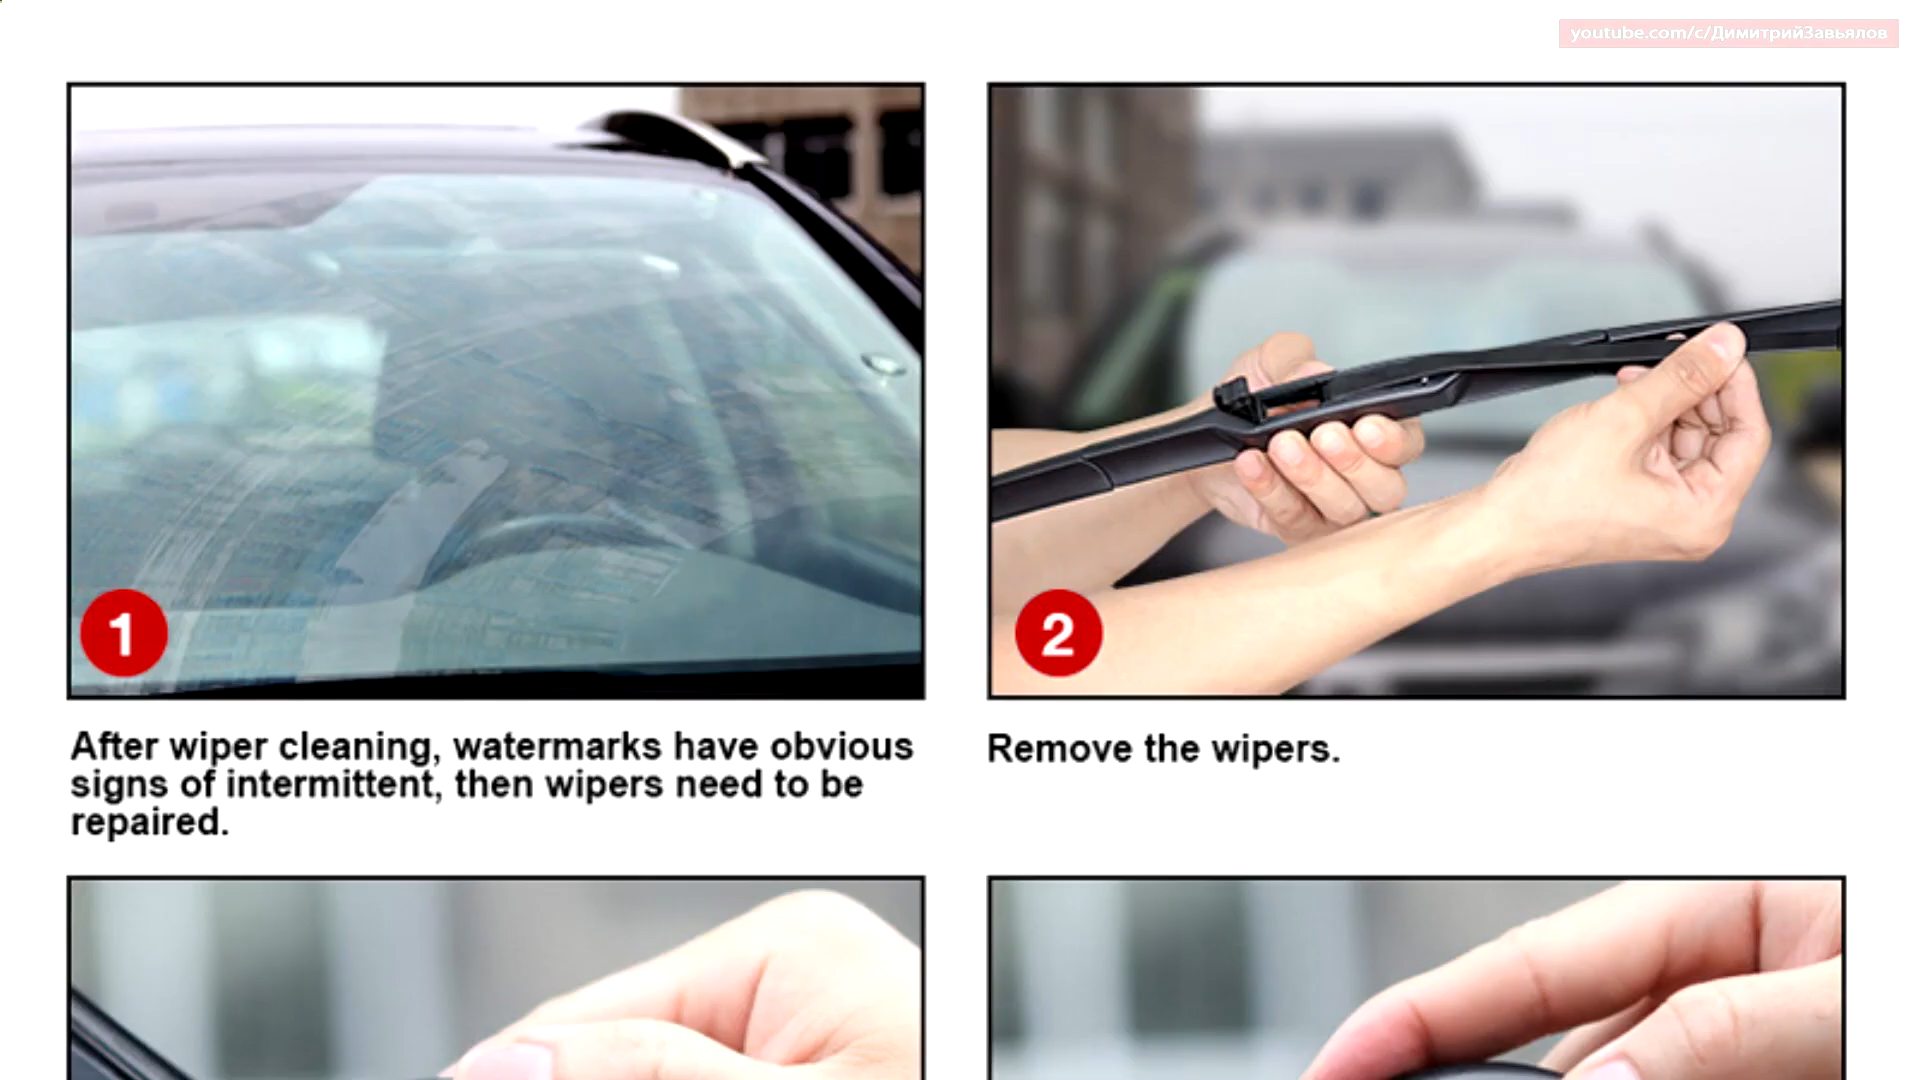 youtube.com/c/ДимитрийЗавьялов
1
2
After wiper cleaning, watermarks have obvious
signs of intermittent, then wipers need to be
repaired.
Remove the wipers.